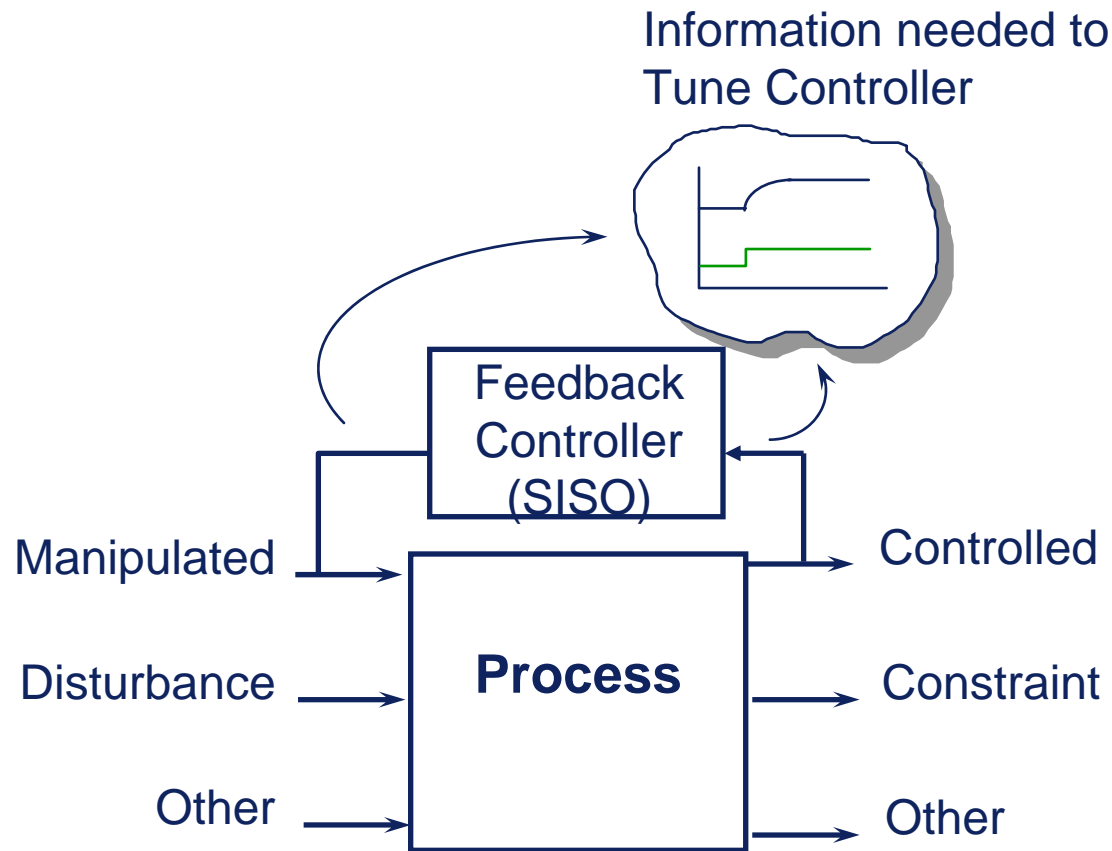 Information needed to
Tune Controller
Feedback
Controller
(SISO)
Manipulated
Controlled
Disturbance
Process
Constraint
Other
Other